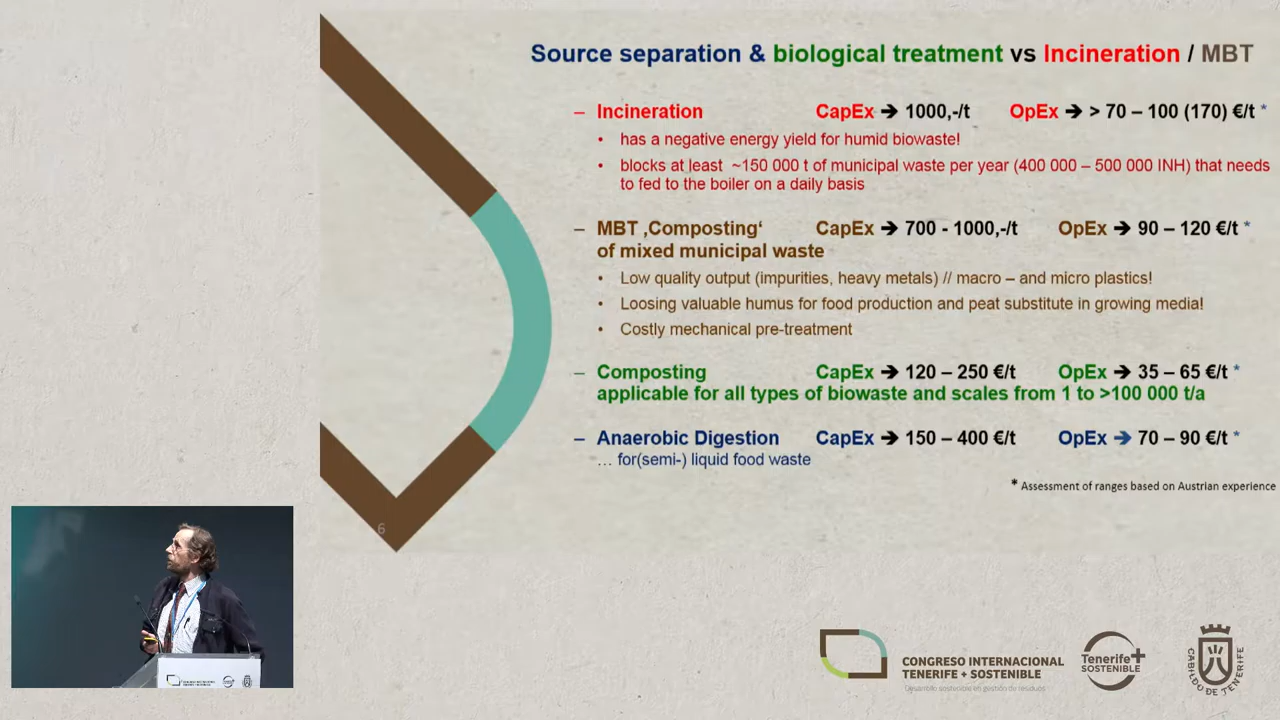 Source separation & biological treatment vs Incineration / MBT
– Incineration CapEx ➔ 1000,-/t OpEx ➔ > 70 – 100 (170) €/t *
• has a negative energy yield for humid biowaste!
• blocks at least ~150 000 t of municipal waste per year (400 000 – 500 000 INH) that needs
to fed to the boiler on a daily basis
– MBT ‚Composting‘ CapEx ➔ 700 - 1000,-/t OpEx ➔ 90 – 120 €/t *
of mixed municipal waste
• Low quality output (impurities, heavy metals) // macro – and micro plastics!
• Loosing valuable humus for food production and peat substitute in growing media!
• Costly mechanical pre-treatment
– Composting CapEx ➔ 120 – 250 €/t OpEx ➔ 35 – 65 €/t *
applicable for all types of biowaste and scales from 1 to >100 000 t/a
– Anaerobic Digestion CapEx ➔ 150 – 400 €/t OpEx ➔ 70 – 90 €/t *
… for(semi-) liquid food waste
* Assessment of ranges based on Austrian experience
6
CONGRESO INTERNACIONAL
TENERIFE + SOSTENIBLE
Desarrollo sostenible en gestión de residuos
Tenerife+
SOSTENIBLE
CABILDO DE TENERIFE